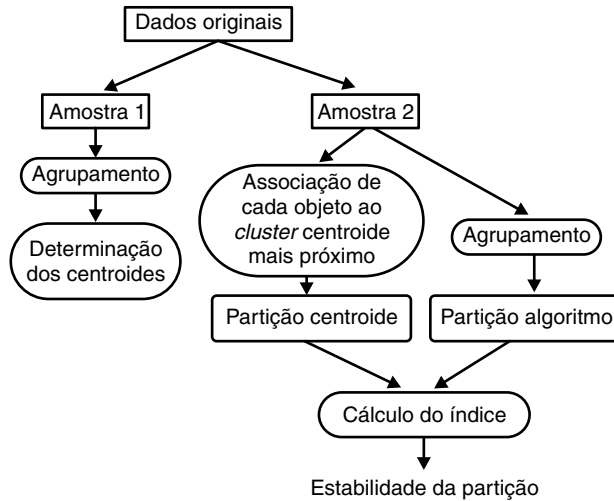 Dados originais
Amostra 1
Amostra 2
Agrupamento
Determinação
dos centroides
Associação de
cada objeto ao
cluster centroide
mais próximo
Agrupamento
Partição centroide
Partição algoritmo
Cálculo do índice
Estabilidade da partição